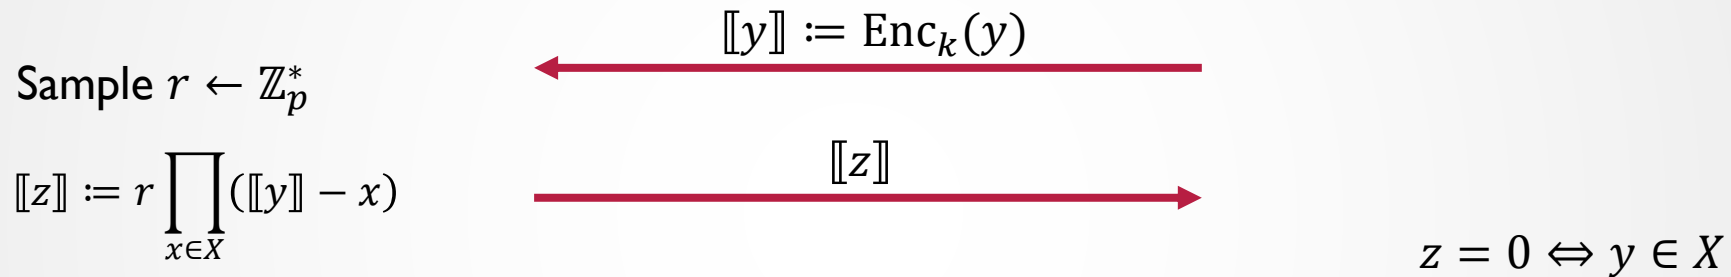 ⟦y⟧ ≔ Enc_k(y)
Sample r ← ℤ_p^*
⟦z⟧
⟦z⟧ ≔ r ∏_{x∈X} (⟦y⟧ − x)
z = 0 ⇔ y ∈ X